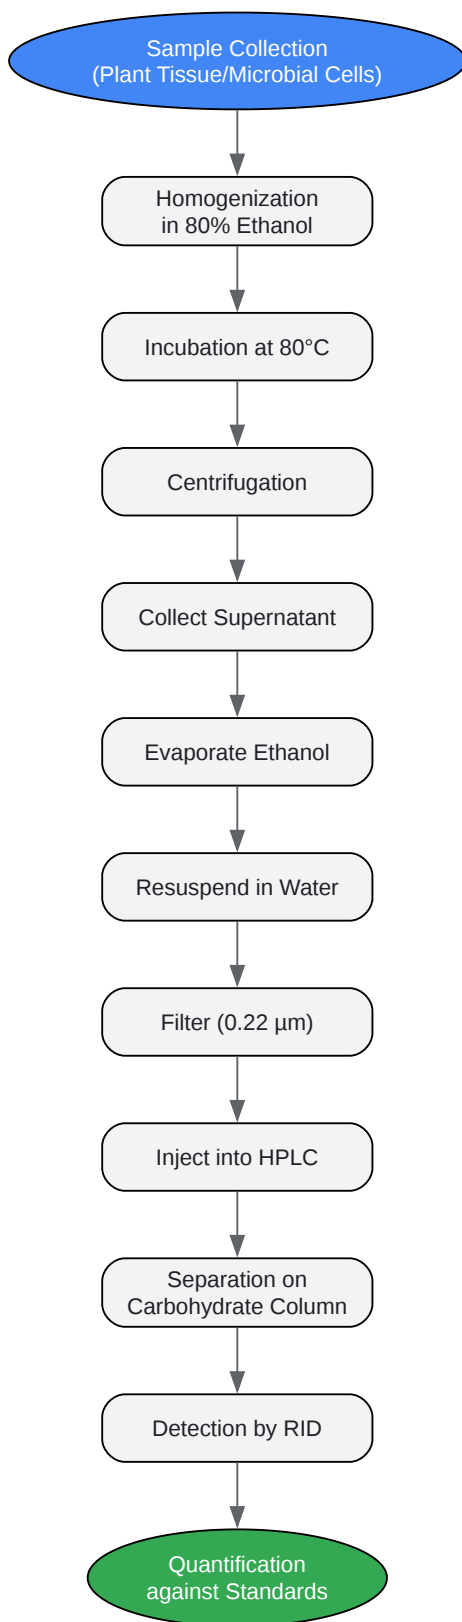 Sample Collection
(Plant Tissue/Microbial Cells)
Homogenization
in 80% Ethanol
Incubation at 80°C
Centrifugation
Collect Supernatant
Evaporate Ethanol
Resuspend in Water
Filter (0.22 µm)
Inject into HPLC
Separation on
Carbohydrate Column
Detection by RID
Quantification
against Standards